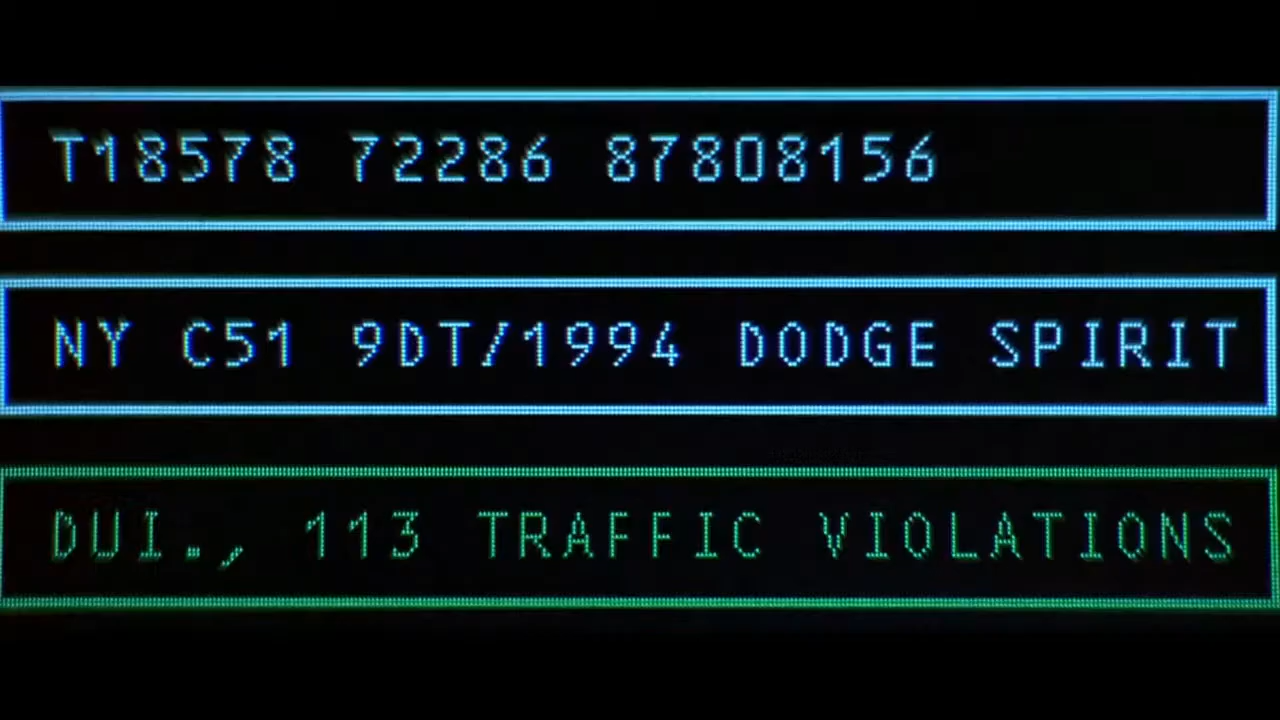 T18578 72286 87808156
NY C51 9DT/1994 DODGE SPIRIT
DUI., 113 TRAFFIC VIOLATIONS